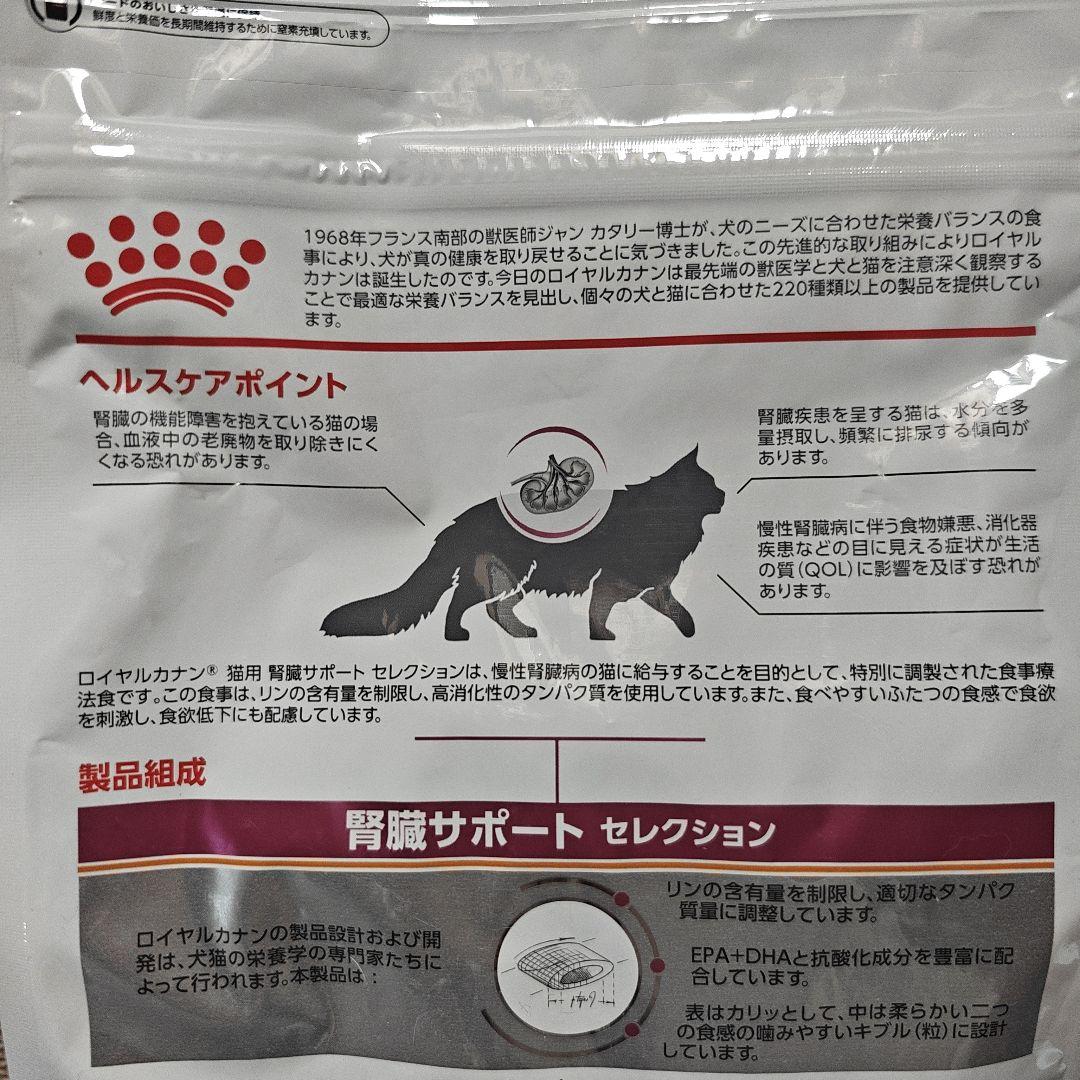 ードのおいしさ
鮮度と栄養価を長期間維持するために窒素充填しています。
1968年フランス南部の獣医師ジャン カタリー博士が、犬のニーズに合わせた栄養バランスの食
事により、犬が真の健康を取り戻せることに気づきました。この先進的な取り組みによりロイヤル
カナンは誕生したのです。今日のロイヤルカナンは最先端の獣医学と犬と猫を注意深く観察する
ことで最適な栄養バランスを見出し、個々の犬と猫に合わせた220種類以上の製品を提供してい
ます。
ヘルスケアポイント
腎臓の機能障害を抱えている猫の場
合、血液中の老廃物を取り除きにく
くなる恐れがあります。
腎臓疾患を呈する猫は、水分を多
量摂取し、頻繁に排尿する傾向が
あります。
慢性腎臓病に伴う食物嫌悪、消化器
疾患などの目に見える症状が生活
の質（QOL）に影響を及ぼす恐れが
あります。
ロイヤルカナン® 猫用 腎臓サポート セレクションは、慢性腎臓病の猫に給与することを目的として、特別に調製された食事療
法食です。この食事は、リンの含有量を制限し、高消化性のタンパク質を使用しています。また、食べやすいふたつの食感で食欲
を刺激し、食欲低下にも配慮しています。
製品組成
腎臓サポート セレクション
ロイヤルカナンの製品設計および開
発は、犬猫の栄養学の専門家たちに
よって行われます。本製品は：
リンの含有量を制限し、適切なタンパク
質量に調整しています。
EPA+DHAと抗酸化成分を豊富に配
合しています。
表はカリッとして、中は柔らかい二つ
の食感の噛みやすいキブル（粒）に設計
しています。